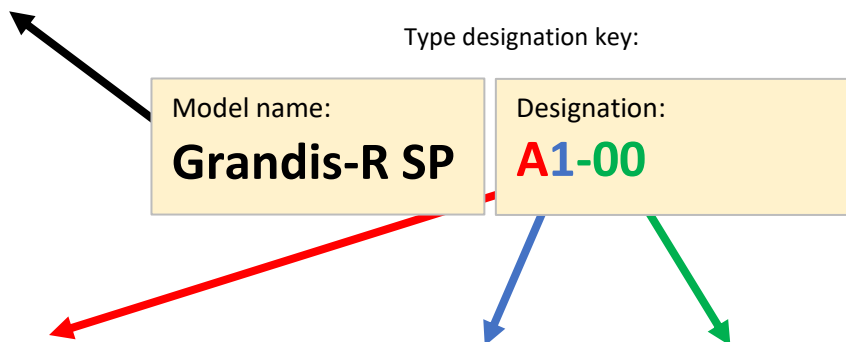 Type designation key:
Model name:
Grandis-R SP
Designation:
A1-00